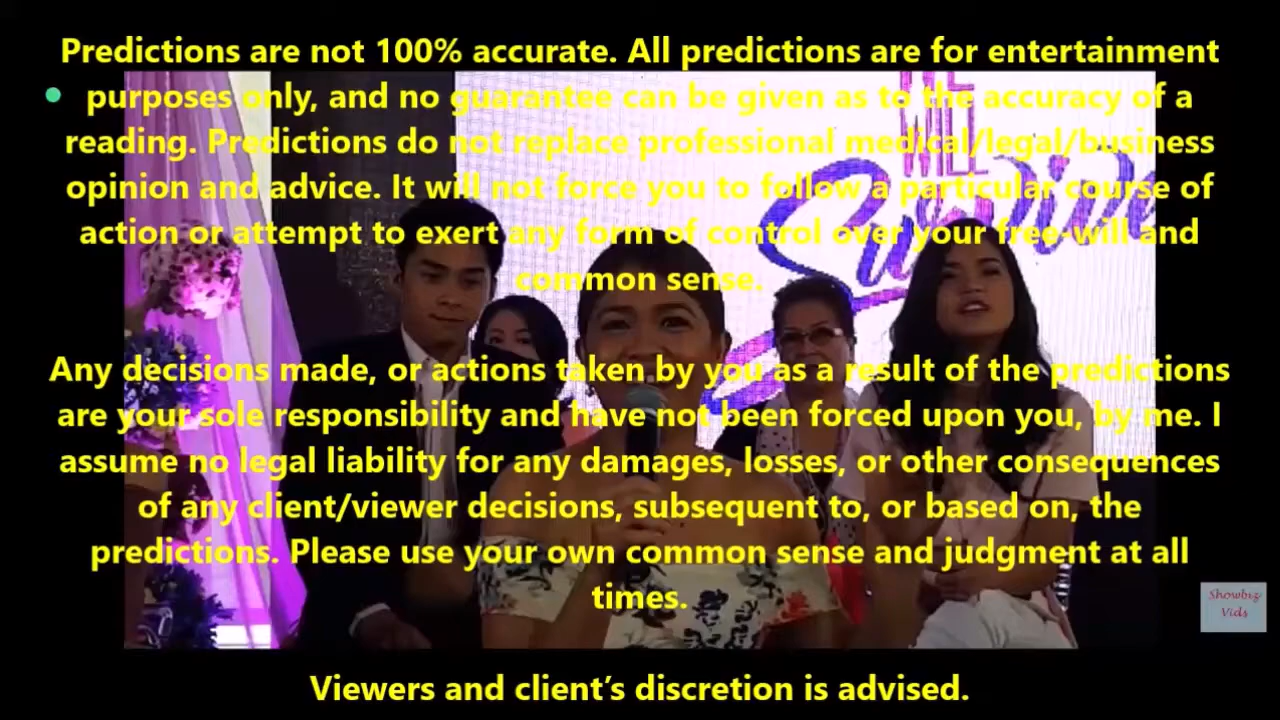 Predictions are not 100% accurate. All predictions are for entertainment
purposes only, and no guarantee can be given as to the accuracy of a
reading. Predictions do not replace professional medical/legal/business
opinion and advice. It will not force you to follow a particular course of
action or attempt to exert any form of control over your free-will and
common sense.
WE
WILL
Survive
Any decisions made, or actions taken by you as a result of the predictions
are your sole responsibility and have not been forced upon you, by me. I
assume no legal liability for any damages, losses, or other consequences
of any client/viewer decisions, subsequent to, or based on, the
predictions. Please use your own common sense and judgment at all
times.
Showbiz
Vids
Viewers and client’s discretion is advised.